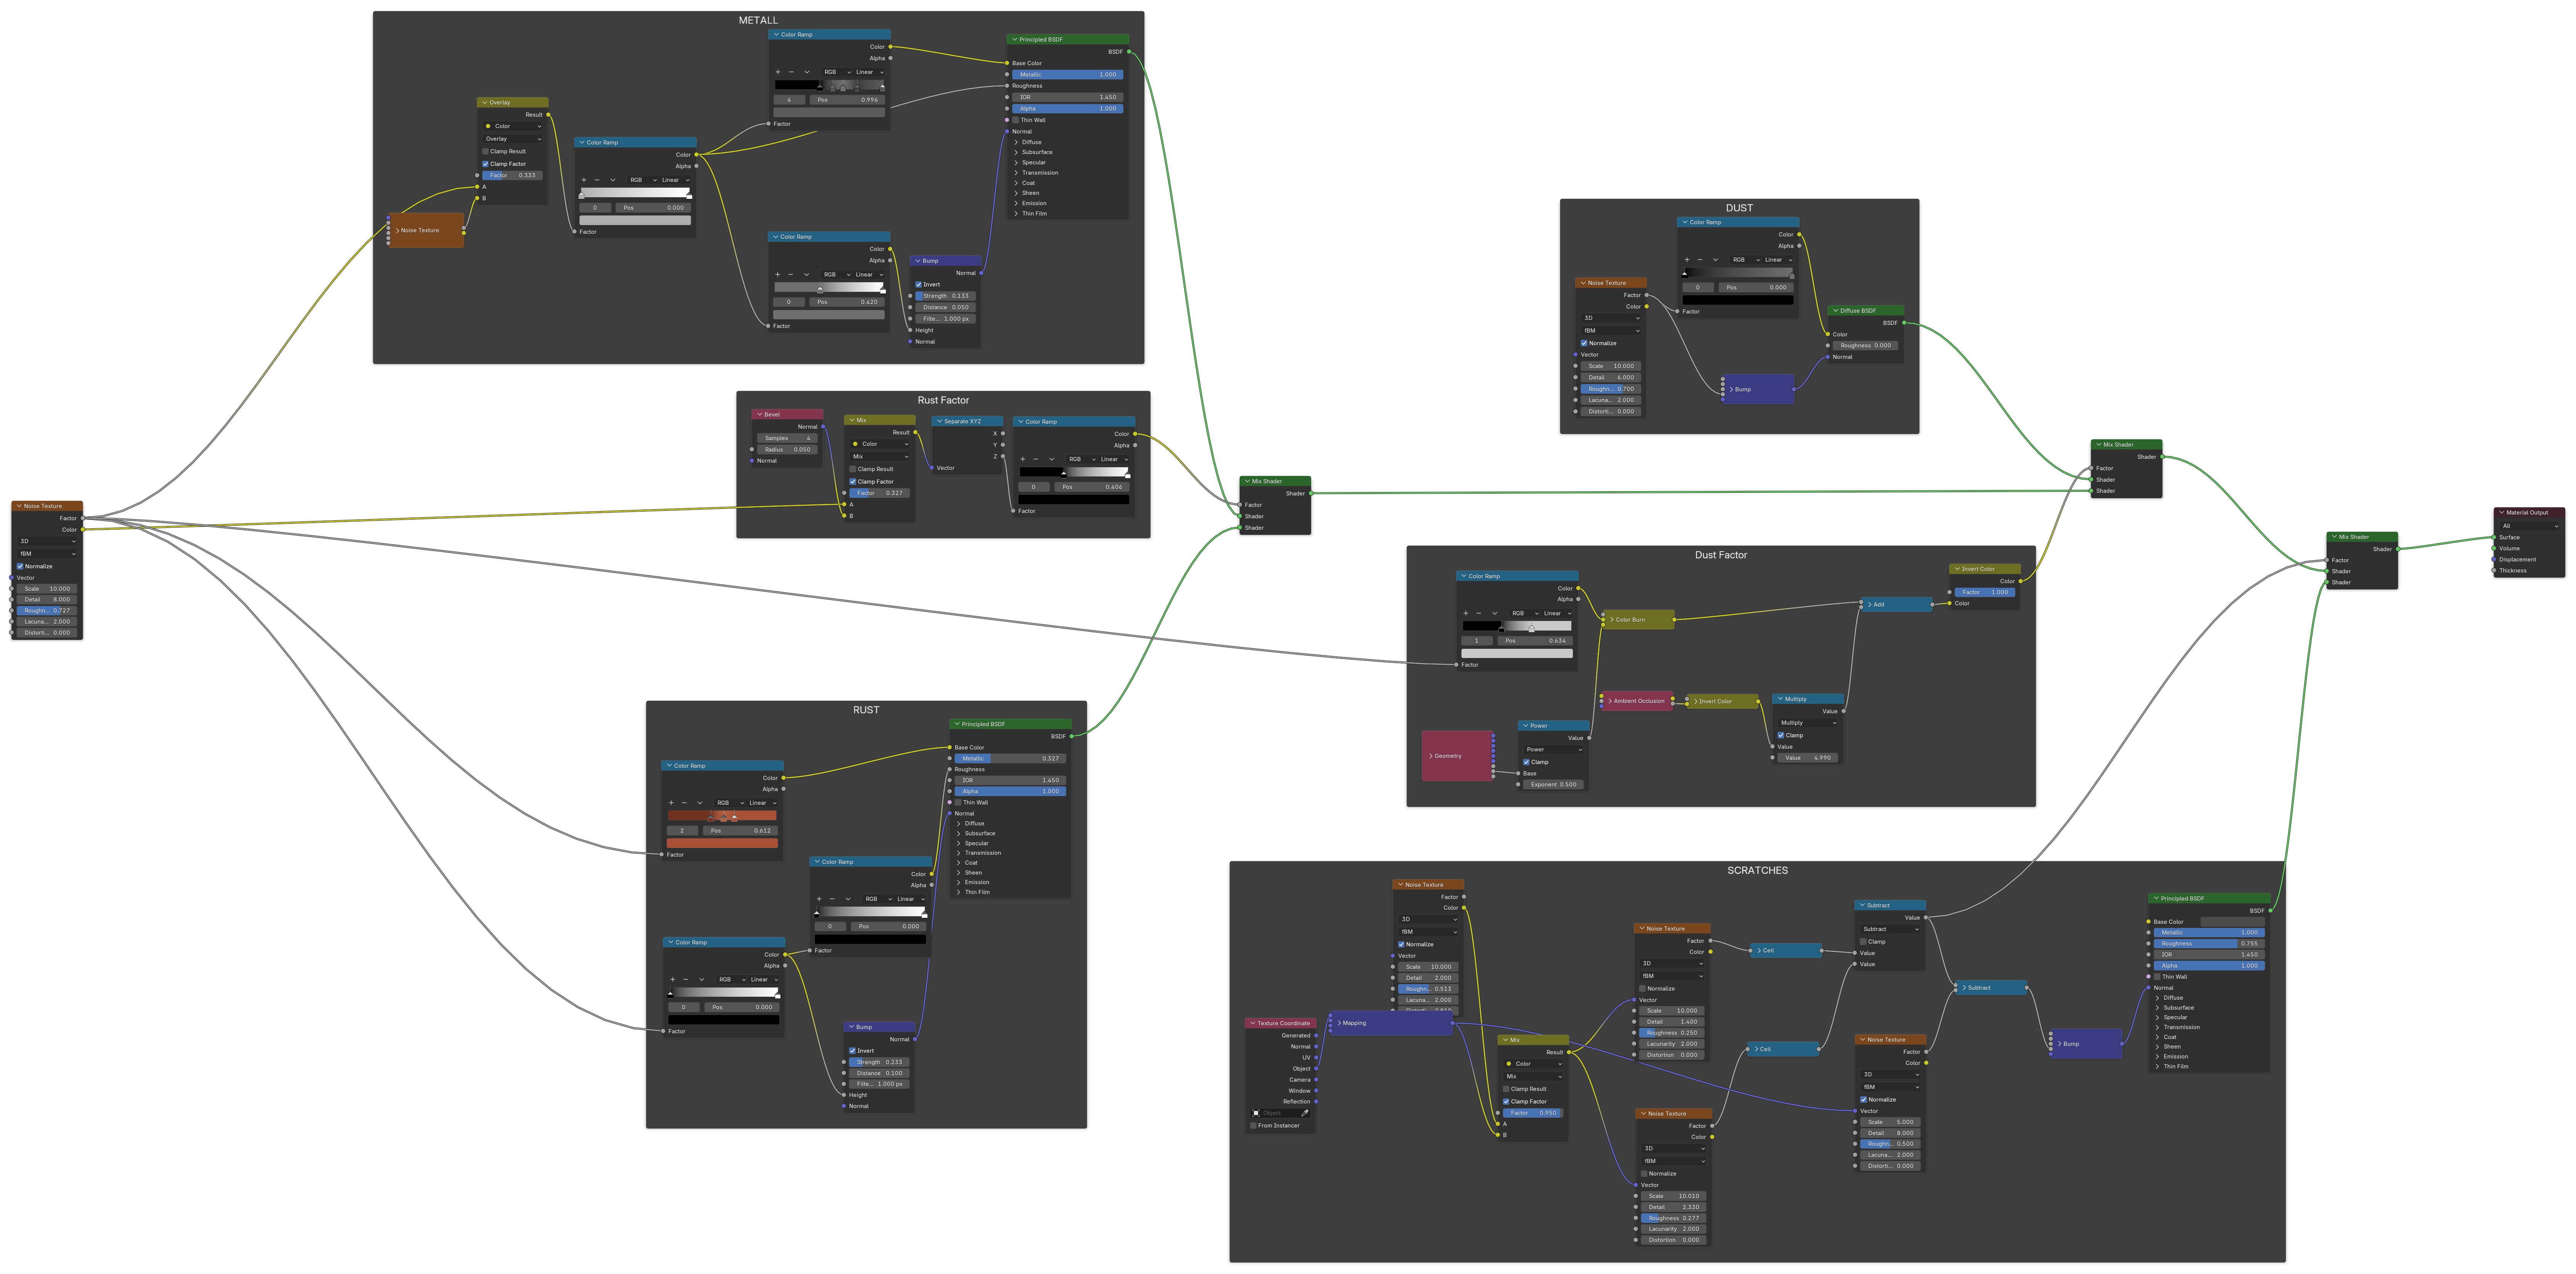 METALL
Overlay
Result
Color
Overlay
Clamp Result
Clamp Factor
Factor 0.333
A
B
Noise Texture
Color Ramp
Color
Alpha
RGB Linear
0 Pos 0.000
Factor
Color Ramp
Color
Alpha
RGB Linear
4 Pos 0.996
Factor
Color Ramp
Color
Alpha
RGB Linear
0 Pos 0.420
Factor
Bump
Normal
Invert
Strength 0.133
Distance 0.050
Filte... 1.000 px
Height
Normal
Principled BSDF
BSDF
Base Color
Metallic 1.000
Roughness
IOR 1.450
Alpha 1.000
Thin Wall
Normal
Diffuse
Subsurface
Specular
Transmission
Coat
Sheen
Emission
Thin Film
Rust Factor
Bevel
Normal
Samples 4
Radius 0.050
Normal
Mix
Result
Color
Mix
Clamp Result
Clamp Factor
Factor 0.327
A
B
Separate XYZ
X
Y
Z
Vector
Color Ramp
Color
Alpha
RGB Linear
0 Pos 0.406
Factor
Noise Texture
Factor
Color
3D
fBM
Normalize
Vector
Scale 10.000
Detail 8.000
Roughn... 0.727
Lacuna... 2.000
Distorti... 0.000
Mix Shader
Shader
Factor
Shader
Shader
RUST
Color Ramp
Color
Alpha
RGB Linear
2 Pos 0.612
Factor
Color Ramp
Color
Alpha
RGB Linear
0 Pos 0.000
Factor
Color Ramp
Color
Alpha
RGB Linear
0 Pos 0.000
Factor
Bump
Normal
Invert
Strength 0.233
Distance 0.100
Filte... 1.000 px
Height
Normal
Principled BSDF
BSDF
Base Color
Metallic 0.327
Roughness
IOR 1.450
Alpha 1.000
Thin Wall
Normal
Diffuse
Subsurface
Specular
Transmission
Coat
Sheen
Emission
Thin Film
DUST
Noise Texture
Factor
Color
3D
fBM
Normalize
Vector
Scale 10.000
Detail 6.000
Roughn... 0.700
Lacuna... 2.000
Distorti... 0.000
Color Ramp
Color
Alpha
RGB Linear
0 Pos 0.000
Factor
Bump
Diffuse BSDF
BSDF
Color
Roughness 0.000
Normal
Dust Factor
Color Ramp
Color
Alpha
RGB Linear
1 Pos 0.634
Factor
Color Burn
Geometry
Power
Value
Power
Clamp
Base
Exponent 0.500
Ambient Occlusion
Invert Color
Multiply
Value
Multiply
Clamp
Value
Value 4.990
Add
Invert Color
Color
Factor 1.000
Color
Mix Shader
Shader
Factor
Shader
Shader
Mix Shader
Shader
Factor
Shader
Shader
Material Output
All
Surface
Volume
Displacement
Thickness
SCRATCHES
Texture Coordinate
Generated
Normal
UV
Object
Camera
Window
Reflection
Object
From Instancer
Noise Texture
Factor
Color
3D
fBM
Normalize
Vector
Scale 10.000
Detail 2.000
Roughn... 0.513
Lacuna... 2.000
Mapping
Mix
Result
Color
Mix
Clamp Result
Clamp Factor
Factor 0.950
A
B
Noise Texture
Factor
Color
3D
fBM
Normalize
Vector
Scale 10.000
Detail 1.400
Roughness 0.250
Lacunarity 2.000
Distortion 0.000
Noise Texture
Factor
Color
3D
fBM
Normalize
Vector
Scale 10.010
Detail 2.330
Roughness 0.277
Lacunarity 2.000
Distortion 0.000
Ceil
Ceil
Subtract
Value
Subtract
Clamp
Value
Value
Subtract
Noise Texture
Factor
Color
3D
fBM
Normalize
Vector
Scale 5.000
Detail 8.000
Roughn... 0.500
Lacuna... 2.000
Distorti... 0.000
Bump
Principled BSDF
BSDF
Base Color
Metallic 1.000
Roughness 0.755
IOR 1.450
Alpha 1.000
Thin Wall
Normal
Diffuse
Subsurface
Specular
Transmission
Coat
Sheen
Emission
Thin Film